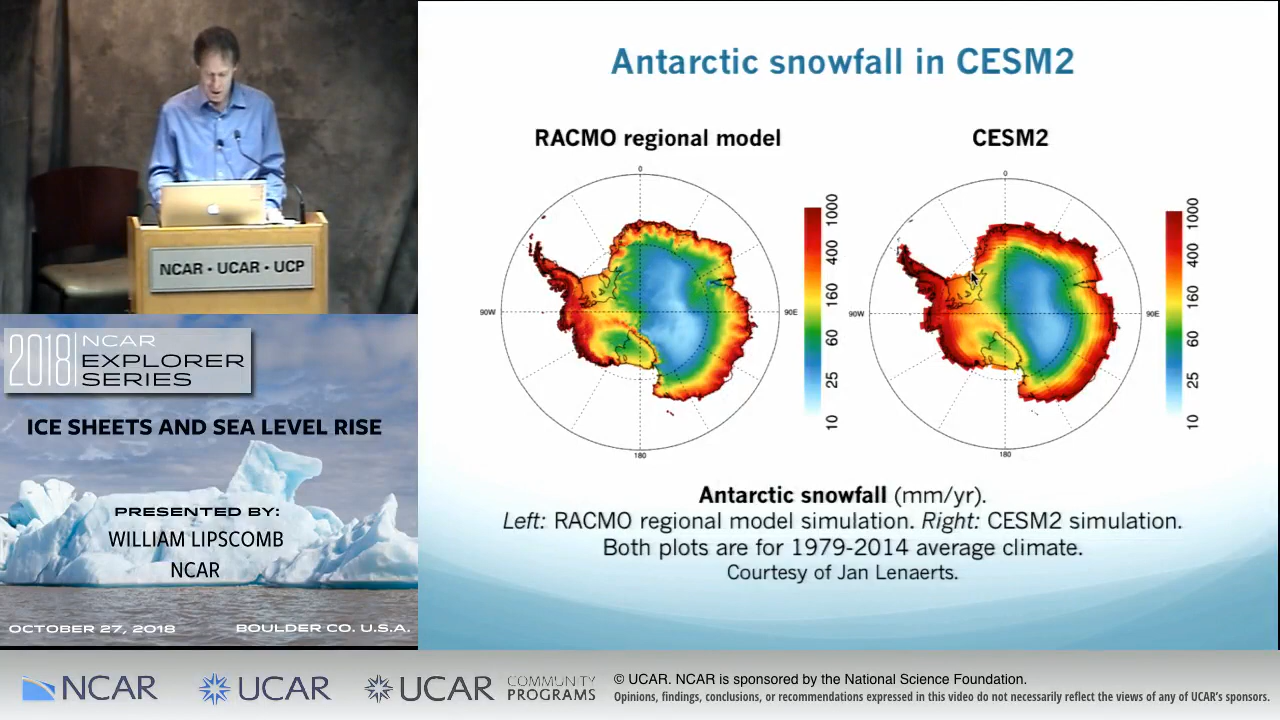 NCAR • UCAR • UCP
2018
NCAR
EXPLORER
SERIES
ICE SHEETS AND SEA LEVEL RISE
PRESENTED BY:
WILLIAM LIPSCOMB
NCAR
OCTOBER 27, 2018
BOULDER CO. U.S.A.
Antarctic snowfall in CESM2
RACMO regional model
0
90W
90E
180
1000
400
160
60
25
10
CESM2
0
90W
90E
180
1000
400
160
60
25
10
Antarctic snowfall (mm/yr).
Left: RACMO regional model simulation. Right: CESM2 simulation.
Both plots are for 1979-2014 average climate.
Courtesy of Jan Lenaerts.
NCAR
UCAR
UCAR
COMMUNITY
PROGRAMS
© UCAR. NCAR is sponsored by the National Science Foundation.
Opinions, findings, conclusions, or recommendations expressed in this video do not necessarily reflect the views of any of UCAR's sponsors.